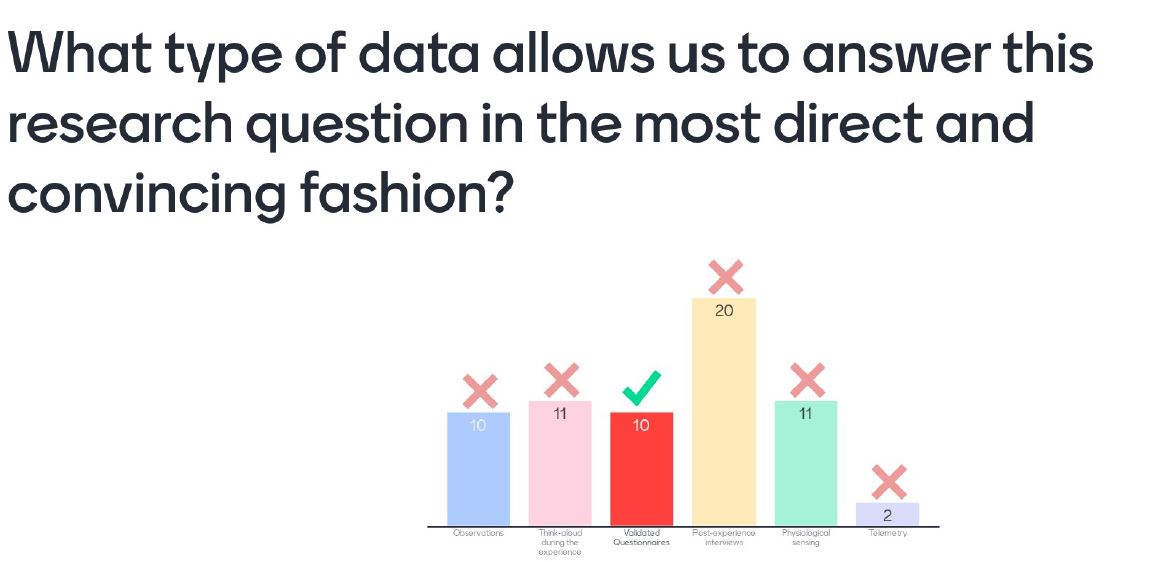 What type of data allows us to answer this
research question in the most direct and
convincing fashion?
20
11
11
10
10
2
Observations
Think-aloud
during the
experience
Validated
Questionnaires
Post-experience
interviews
Physiological
sensing
Telemetry